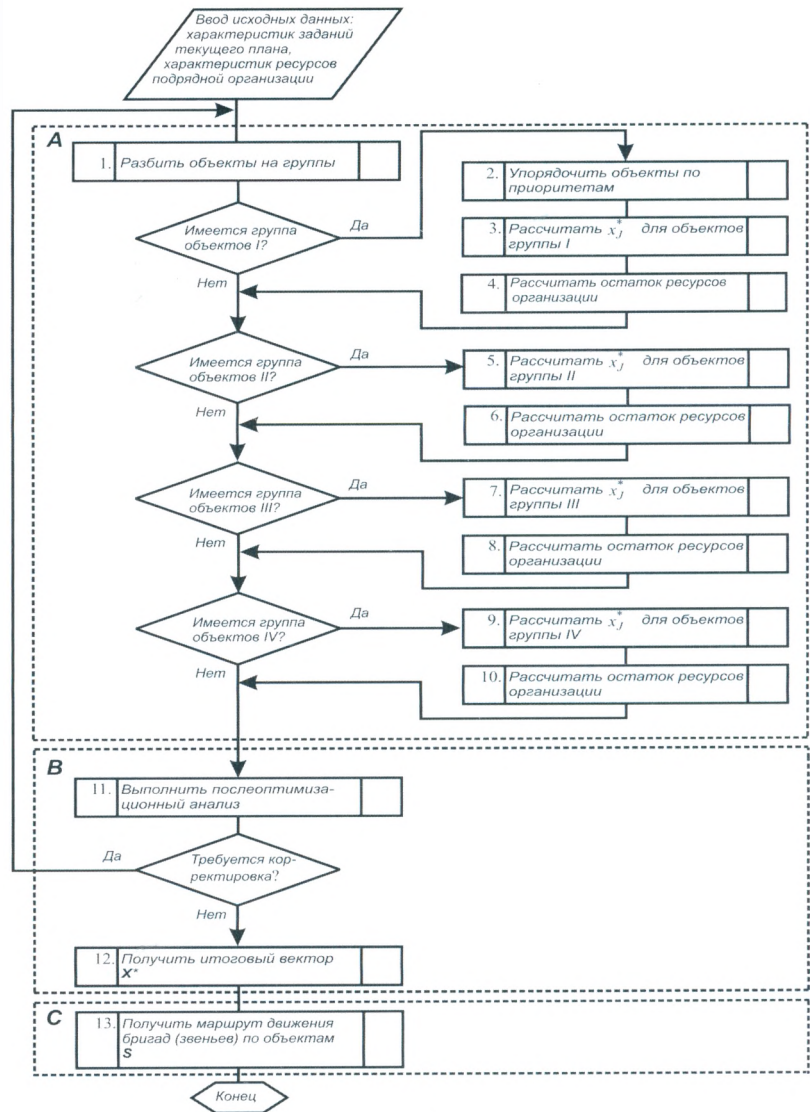 Ввод исходных данных:
характеристик заданий
текущего плана,
характеристик ресурсов
подрядной организации
A
1. Разбить объекты на группы
2. Упорядочить объекты по
приоритетам
Имеется группа
объектов I?
Да
Нет
3. Рассчитать x*J для объектов
группы I
4. Рассчитать остаток ресурсов
организации
Имеется группа
объектов II?
Да
Нет
5. Рассчитать x*J для объектов
группы II
6. Рассчитать остаток ресурсов
организации
Имеется группа
объектов III?
Да
Нет
7. Рассчитать x*J для объектов
группы III
8. Рассчитать остаток ресурсов
организации
Имеется группа
объектов IV?
Да
Нет
9. Рассчитать x*J для объектов
группы IV
10. Рассчитать остаток ресурсов
организации
B
11. Выполнить послеоптимиза-
ционный анализ
Да
Требуется кор-
ректировка?
Нет
12. Получить итоговый вектор
X*
C
13. Получить маршрут движения
бригад (звеньев) по объектам
S
Конец